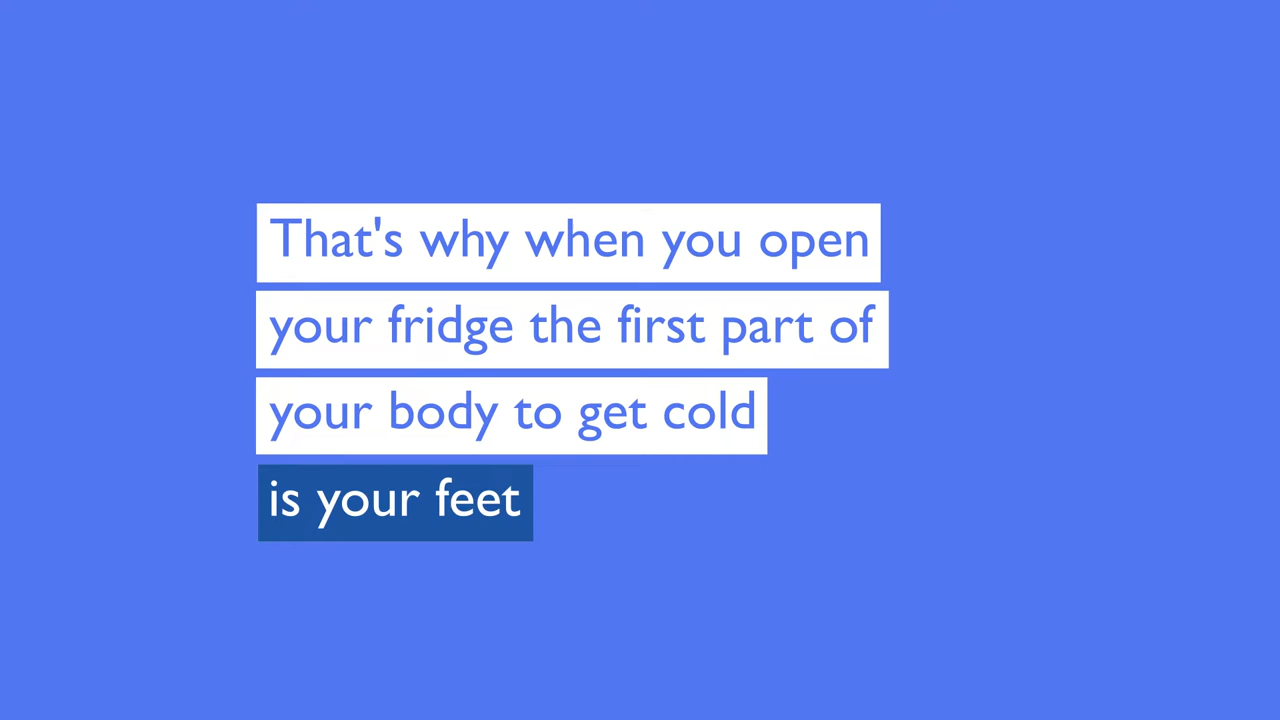 That's why when you open
your fridge the first part of
your body to get cold
is your feet